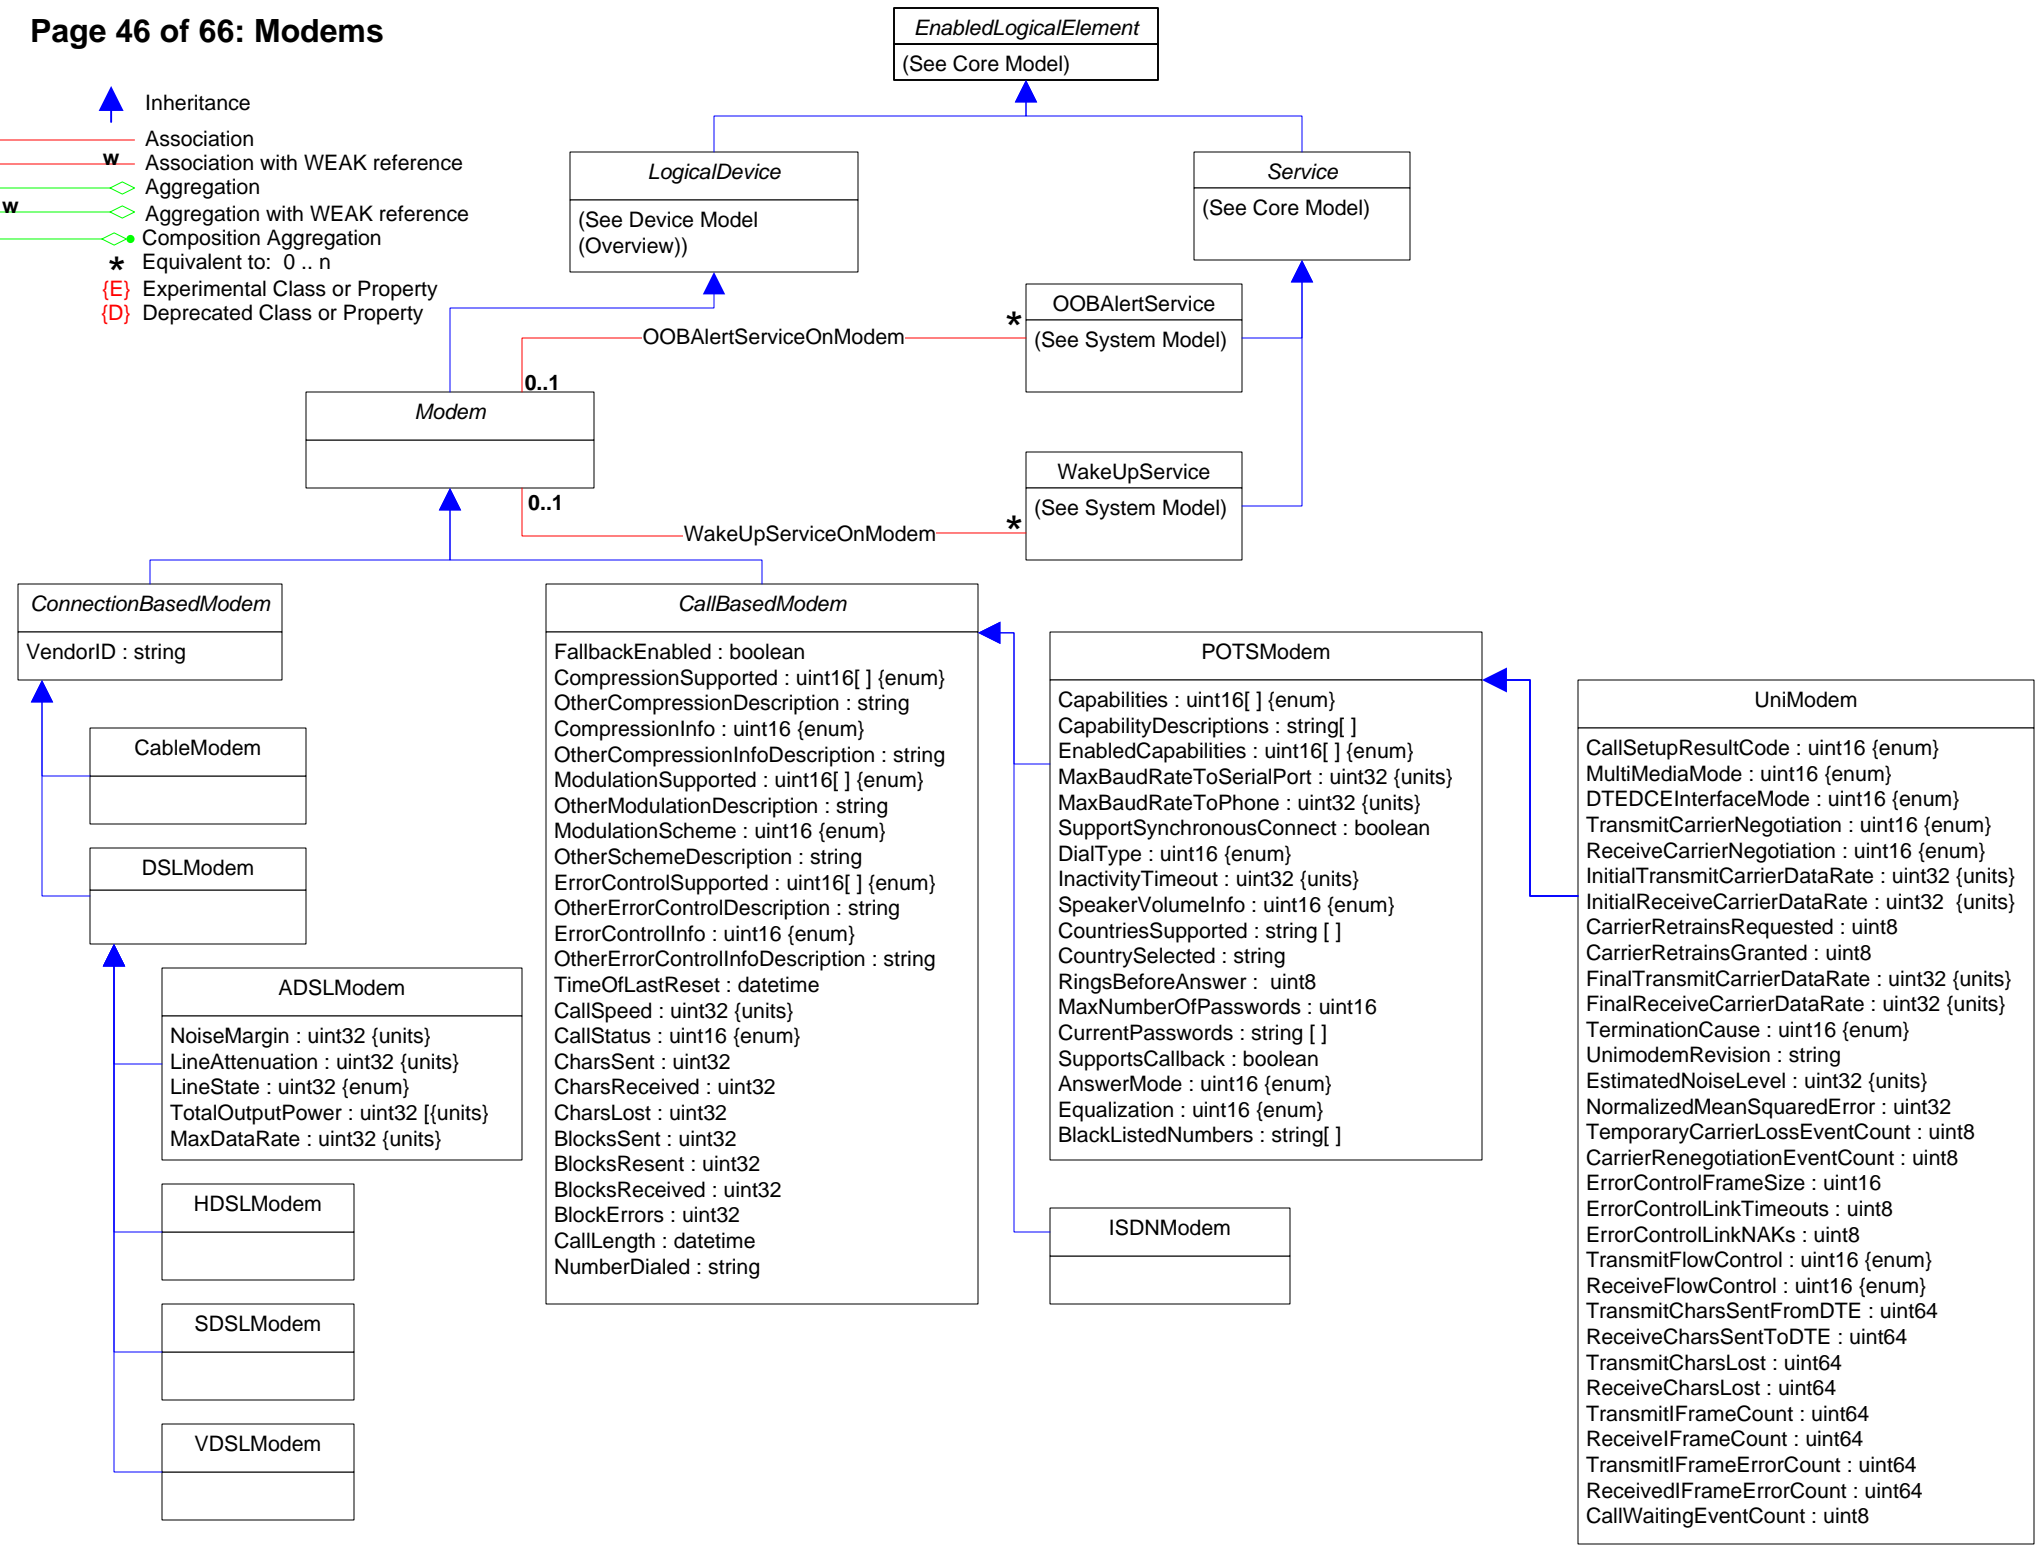 Page 46 of 66: Modems
Inheritance
Association
w Association with WEAK reference
Aggregation
w Aggregation with WEAK reference
Composition Aggregation
* Equivalent to: 0 .. n
{E} Experimental Class or Property
{D} Deprecated Class or Property
EnabledLogicalElement
(See Core Model)
LogicalDevice
(See Device Model
(Overview))
Service
(See Core Model)
OOBAlertService
(See System Model)
OOBAlertServiceOnModem
*
0..1
Modem
WakeUpService
(See System Model)
0..1
WakeUpServiceOnModem
*
ConnectionBasedModem
VendorID : string
CableModem
DSLModem
ADSLModem
NoiseMargin : uint32 {units}
LineAttenuation : uint32 {units}
LineState : uint32 {enum}
TotalOutputPower : uint32 [{units}
MaxDataRate : uint32 {units}
HDSLModem
SDSLModem
VDSLModem
CallBasedModem
FallbackEnabled : boolean
CompressionSupported : uint16[ ] {enum}
OtherCompressionDescription : string
CompressionInfo : uint16 {enum}
OtherCompressionInfoDescription : string
ModulationSupported : uint16[ ] {enum}
OtherModulationDescription : string
ModulationScheme : uint16 {enum}
OtherSchemeDescription : string
ErrorControlSupported : uint16[ ] {enum}
OtherErrorControlDescription : string
ErrorControlInfo : uint16 {enum}
OtherErrorControlInfoDescription : string
TimeOfLastReset : datetime
CallSpeed : uint32 {units}
CallStatus : uint16 {enum}
CharsSent : uint32
CharsReceived : uint32
CharsLost : uint32
BlocksSent : uint32
BlocksResent : uint32
BlocksReceived : uint32
BlockErrors : uint32
CallLength : datetime
NumberDialed : string
POTSModem
Capabilities : uint16[ ] {enum}
CapabilityDescriptions : string[ ]
EnabledCapabilities : uint16[ ] {enum}
MaxBaudRateToSerialPort : uint32 {units}
MaxBaudRateToPhone : uint32 {units}
SupportSynchronousConnect : boolean
DialType : uint16 {enum}
InactivityTimeout : uint32 {units}
SpeakerVolumeInfo : uint16 {enum}
CountriesSupported : string [ ]
CountrySelected : string
RingsBeforeAnswer : uint8
MaxNumberOfPasswords : uint16
CurrentPasswords : string [ ]
SupportsCallback : boolean
AnswerMode : uint16 {enum}
Equalization : uint16 {enum}
BlackListedNumbers : string[ ]
ISDNModem
UniModem
CallSetupResultCode : uint16 {enum}
MultiMediaMode : uint16 {enum}
DTEDCEInterfaceMode : uint16 {enum}
TransmitCarrierNegotiation : uint16 {enum}
ReceiveCarrierNegotiation : uint16 {enum}
InitialTransmitCarrierDataRate : uint32 {units}
InitialReceiveCarrierDataRate : uint32 {units}
CarrierRetrainsRequested : uint8
CarrierRetrainsGranted : uint8
FinalTransmitCarrierDataRate : uint32 {units}
FinalReceiveCarrierDataRate : uint32 {units}
TerminationCause : uint16 {enum}
UnimodemRevision : string
EstimatedNoiseLevel : uint32 {units}
NormalizedMeanSquaredError : uint32
TemporaryCarrierLossEventCount : uint8
CarrierRenegotiationEventCount : uint8
ErrorControlFrameSize : uint16
ErrorControlLinkTimeouts : uint8
ErrorControlLinkNAKs : uint8
TransmitFlowControl : uint16 {enum}
ReceiveFlowControl : uint16 {enum}
TransmitCharsSentFromDTE : uint64
ReceiveCharsSentToDTE : uint64
TransmitCharsLost : uint64
ReceiveCharsLost : uint64
TransmitIFrameCount : uint64
ReceiveIFrameCount : uint64
TransmitIFrameErrorCount : uint64
ReceivedIFrameErrorCount : uint64
CallWaitingEventCount : uint8